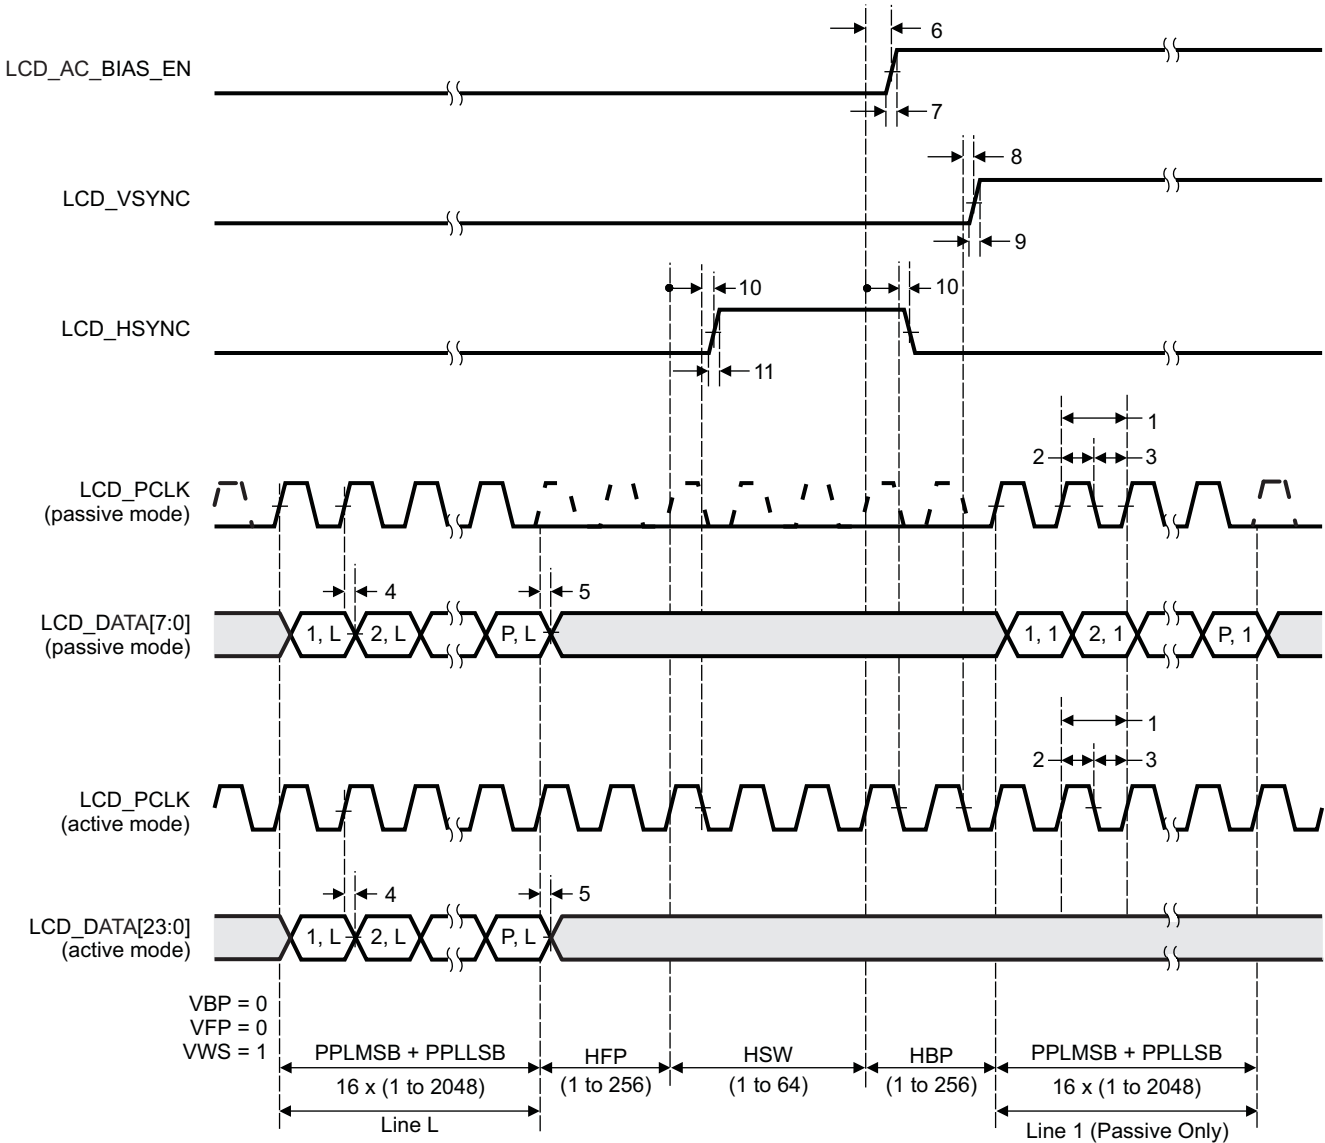 6
LCD_AC_BIAS_EN
7
8
LCD_VSYNC
9
10
10
LCD_HSYNC
11
1
2
3
LCD_PCLK
(passive mode)
4
5
LCD_DATA[7:0]
(passive mode)
1, L
2, L
P, L
1, 1
2, 1
P, 1
1
2
3
LCD_PCLK
(active mode)
4
5
LCD_DATA[23:0]
(active mode)
1, L
2, L
P, L
VBP = 0
VFP = 0
VWS = 1
PPLMSB + PPLLSB
16 x (1 to 2048)
Line L
HFP
(1 to 256)
HSW
(1 to 64)
HBP
(1 to 256)
PPLMSB + PPLLSB
16 x (1 to 2048)
Line 1 (Passive Only)